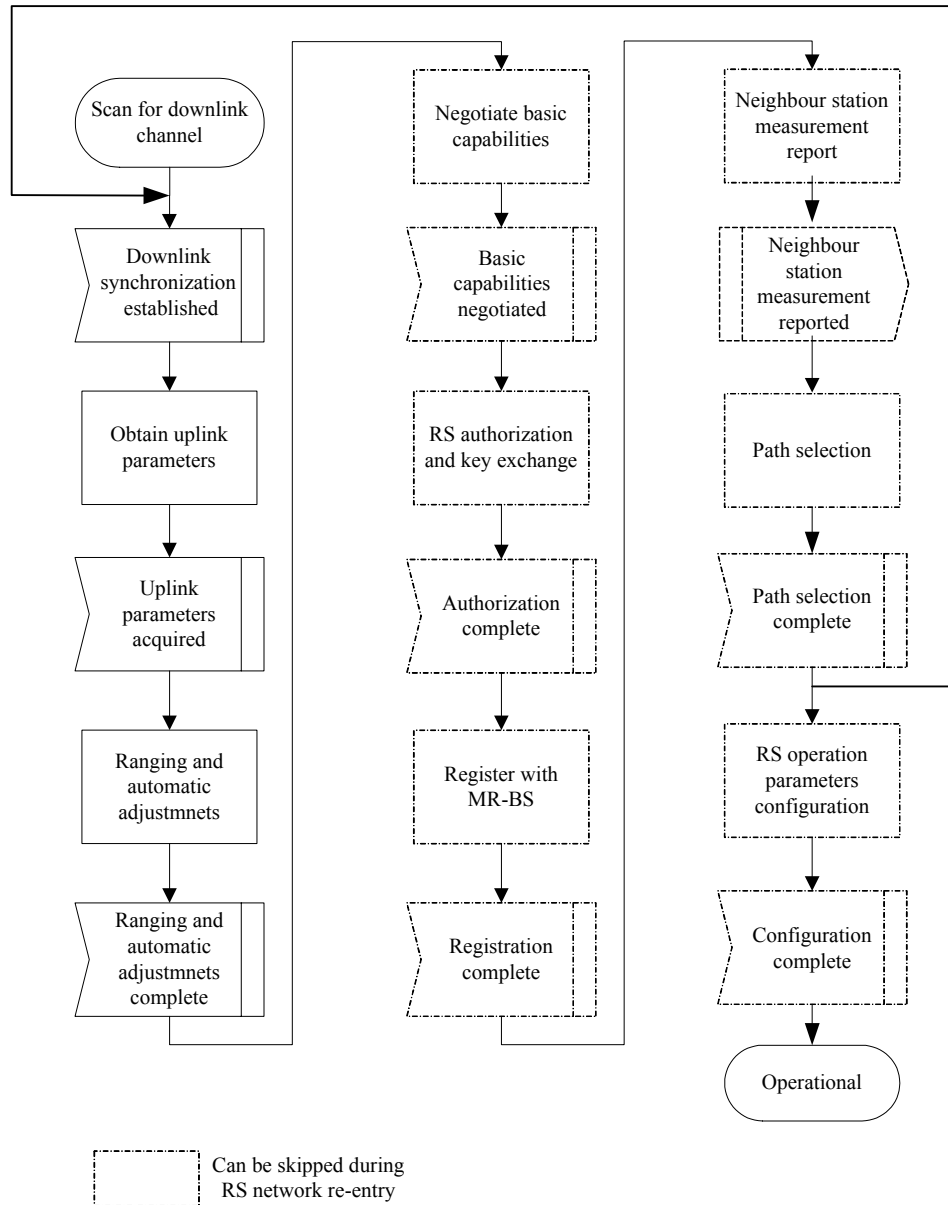 Scan for downlink
channel
Downlink
synchronization
established
Obtain uplink
parameters
Uplink
parameters
acquired
Ranging and
automatic
adjustmnets
Ranging and
automatic
adjustmnets
complete
Negotiate basic
capabilities
Basic
capabilities
negotiated
RS authorization
and key exchange
Authorization
complete
Register with
MR-BS
Registration
complete
Neighbour station
measurement
report
Neighbour
station
measurement
reported
Path selection
Path selection
complete
RS operation
parameters
configuration
Configuration
complete
Operational
Can be skipped during
RS network re-entry